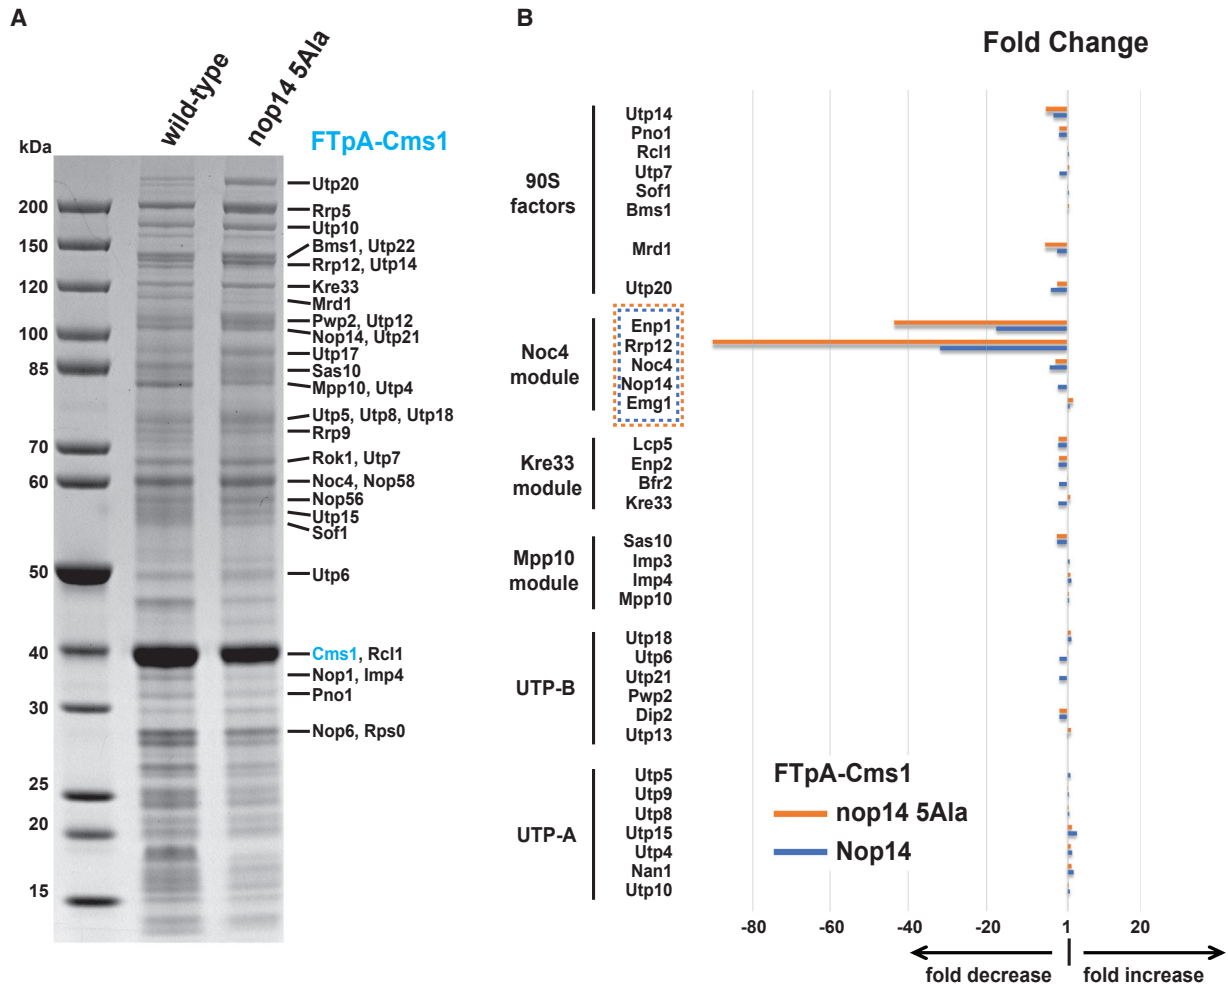 A
wild-type
nop14 5Ala
FTpA-Cms1
kDa
200
150
120
100
85
70
60
50
40
30
25
20
15
Utp20
Rrp5
Utp10
Bms1, Utp22
Rrp12, Utp14
Kre33
Mrd1
Pwp2, Utp12
Nop14, Utp21
Utp17
Sas10
Mpp10, Utp4
Utp5, Utp8, Utp18
Rrp9
Rok1, Utp7
Noc4, Nop58
Nop56
Utp15
Sof1
Utp6
Cms1, Rcl1
Nop1, Imp4
Pno1
Nop6, Rps0
B
Fold Change
90S
factors
Utp14
Pno1
Rcl1
Utp7
Sof1
Bms1
Mrd1
Utp20
Noc4
module
Enp1
Rrp12
Noc4
Nop14
Emg1
Kre33
module
Lcp5
Enp2
Bfr2
Kre33
Mpp10
module
Sas10
Imp3
Imp4
Mpp10
UTP-B
Utp18
Utp6
Utp21
Pwp2
Dip2
Utp13
UTP-A
Utp5
Utp9
Utp8
Utp15
Utp4
Nan1
Utp10
FTpA-Cms1
nop14 5Ala
Nop14
-80 -60 -40 -20 1 20
fold decrease fold increase